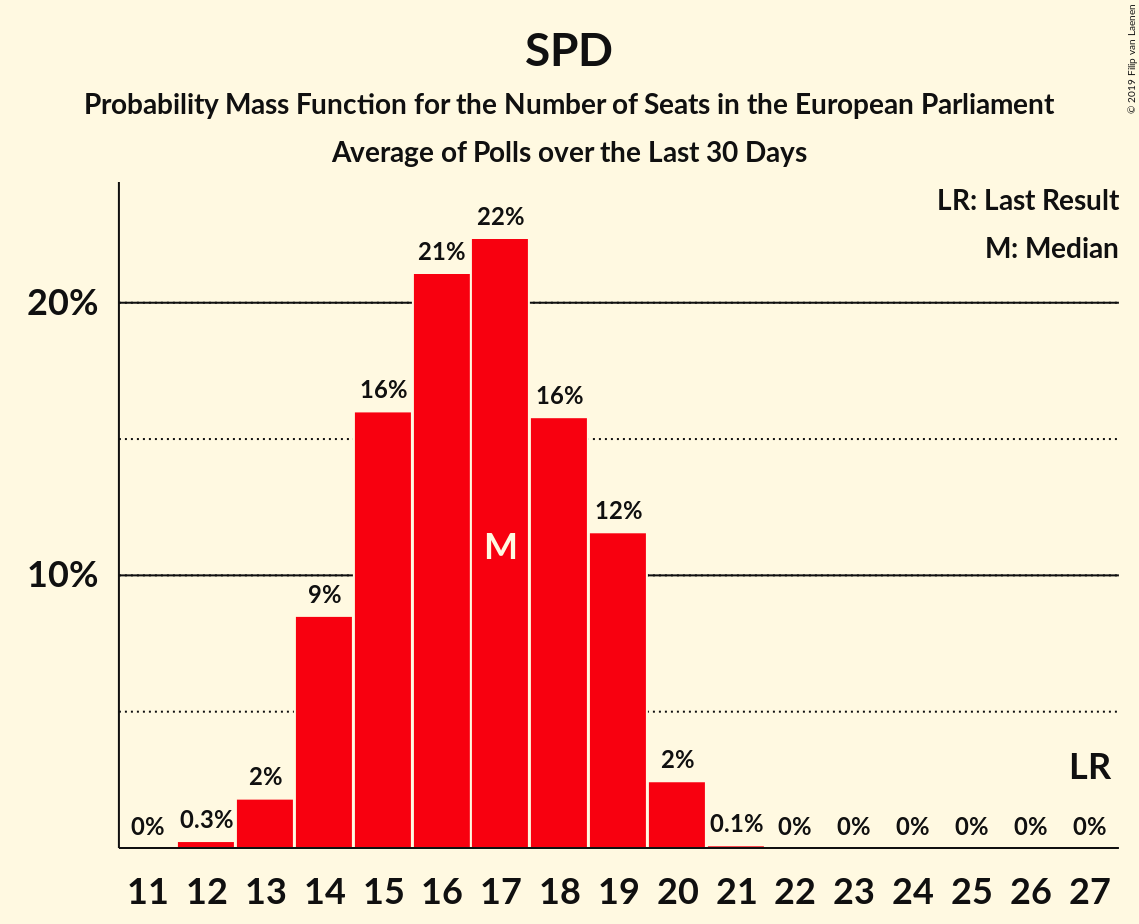 SPD
Probability Mass Function for the Number of Seats in the European Parliament
Average of Polls over the Last 30 Days
© 2019 Filip van Laenen
LR: Last Result
M: Median
20%
10%
0%
0.3%
2%
9%
16%
21%
22%
16%
12%
2%
0.1%
0%
0%
0%
0%
0%
0%
M
LR
11 12 13 14 15 16 17 18 19 20 21 22 23 24 25 26 27